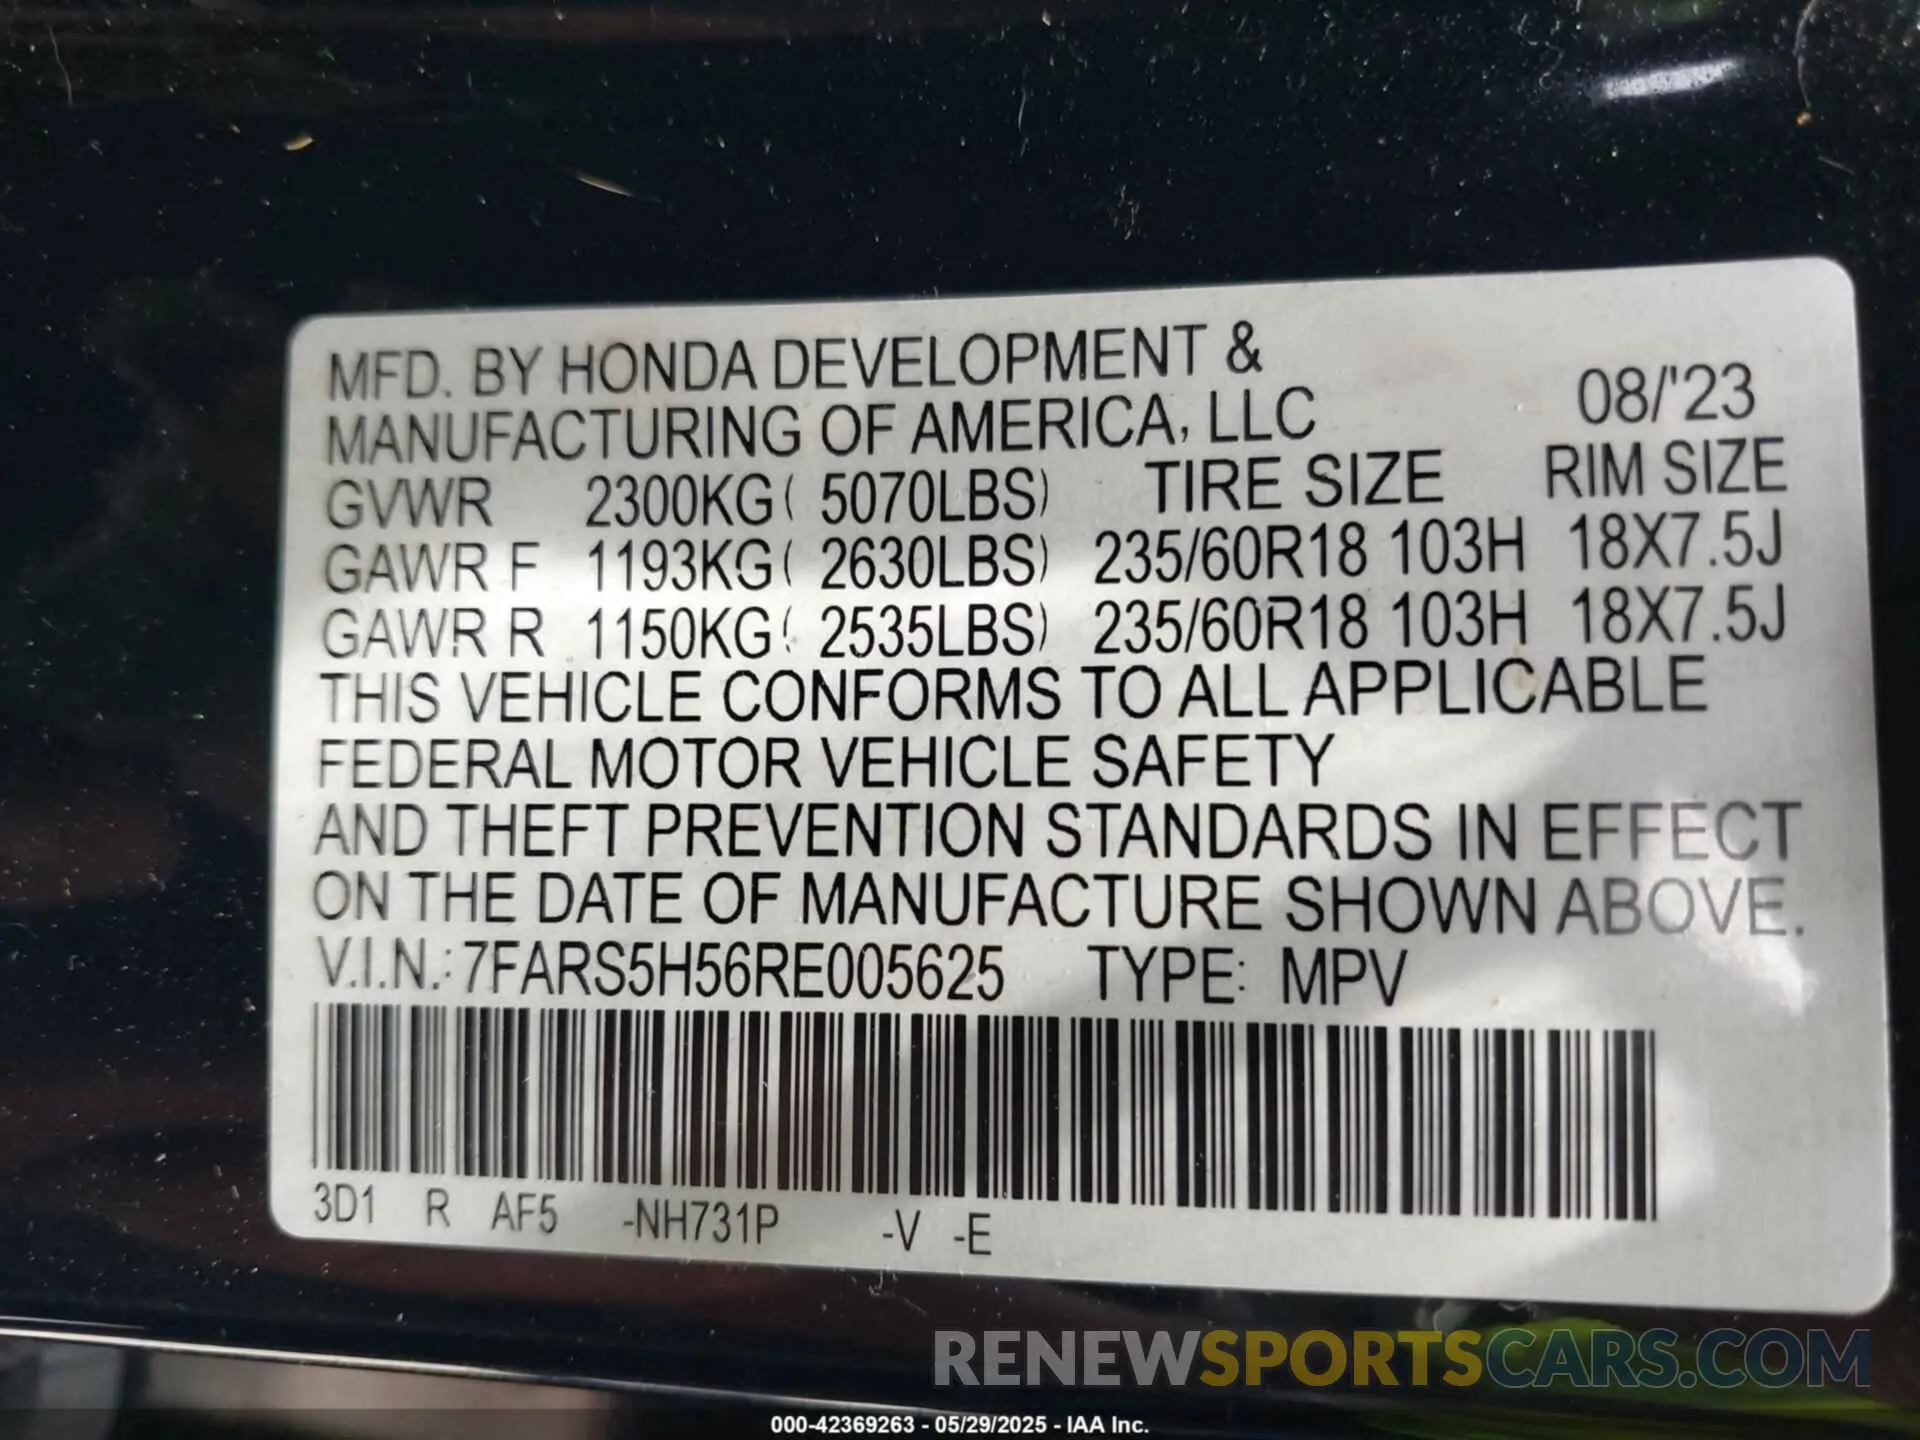 MFD. BY HONDA DEVELOPMENT &
MANUFACTURING OF AMERICA, LLC 08/'23
GVWR 2300KG( 5070LBS) TIRE SIZE RIM SIZE
GAWR F 1193KG( 2630LBS) 235/60R18 103H 18X7.5J
GAWR R 1150KG( 2535LBS) 235/60R18 103H 18X7.5J
THIS VEHICLE CONFORMS TO ALL APPLICABLE
FEDERAL MOTOR VEHICLE SAFETY
AND THEFT PREVENTION STANDARDS IN EFFECT
ON THE DATE OF MANUFACTURE SHOWN ABOVE.
V.I.N.: 7FARS5H56RE005625 TYPE: MPV
3D1 R AF5 -NH731P -V -E
RENEWSPORTSCARS.COM
000-42369263 - 05/29/2025 - IAA Inc.